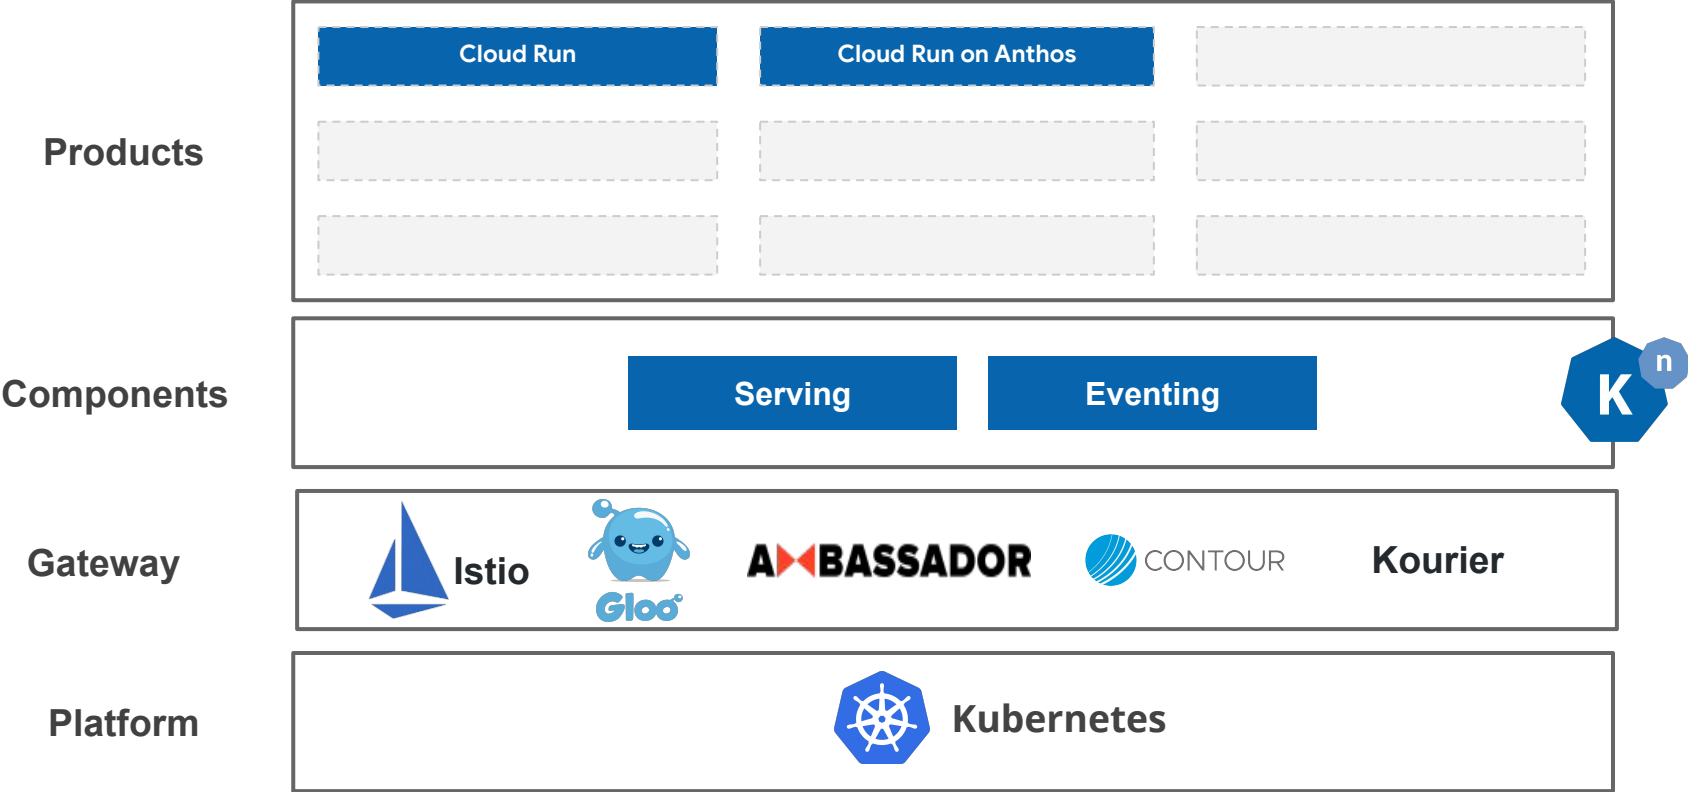 Products
Cloud Run
Cloud Run on Anthos
Components
Serving
Eventing
K
n
Gateway
Istio
Gloo
AMBASSADOR
CONTOUR
Kourier
Platform
Kubernetes